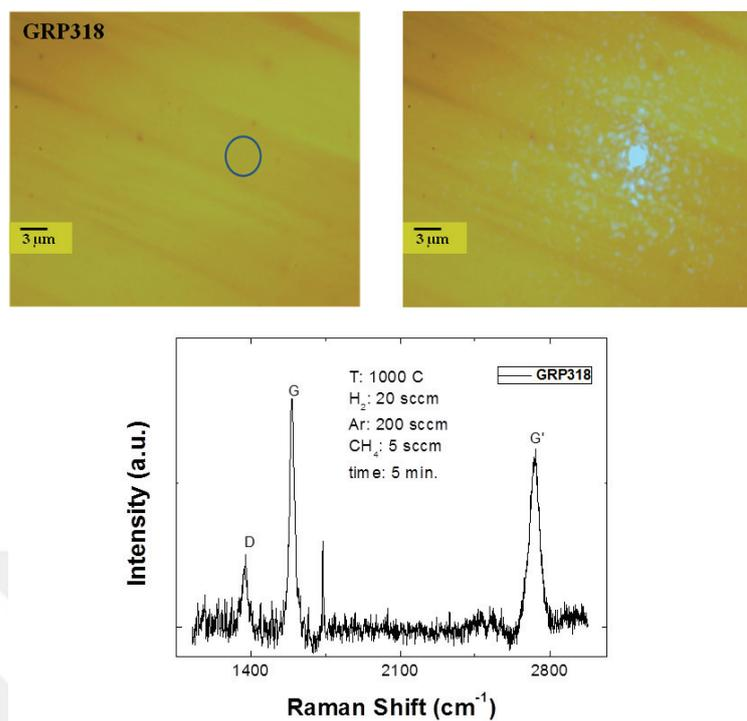 GRP318
3 μm
3 μm
T: 1000 C
H₂: 20 sccm
Ar: 200 sccm
CH₄: 5 sccm
time: 5 min.
GRP318
G
D
G'
Intensity (a.u.)
1400
2100
2800
Raman Shift (cm⁻¹)